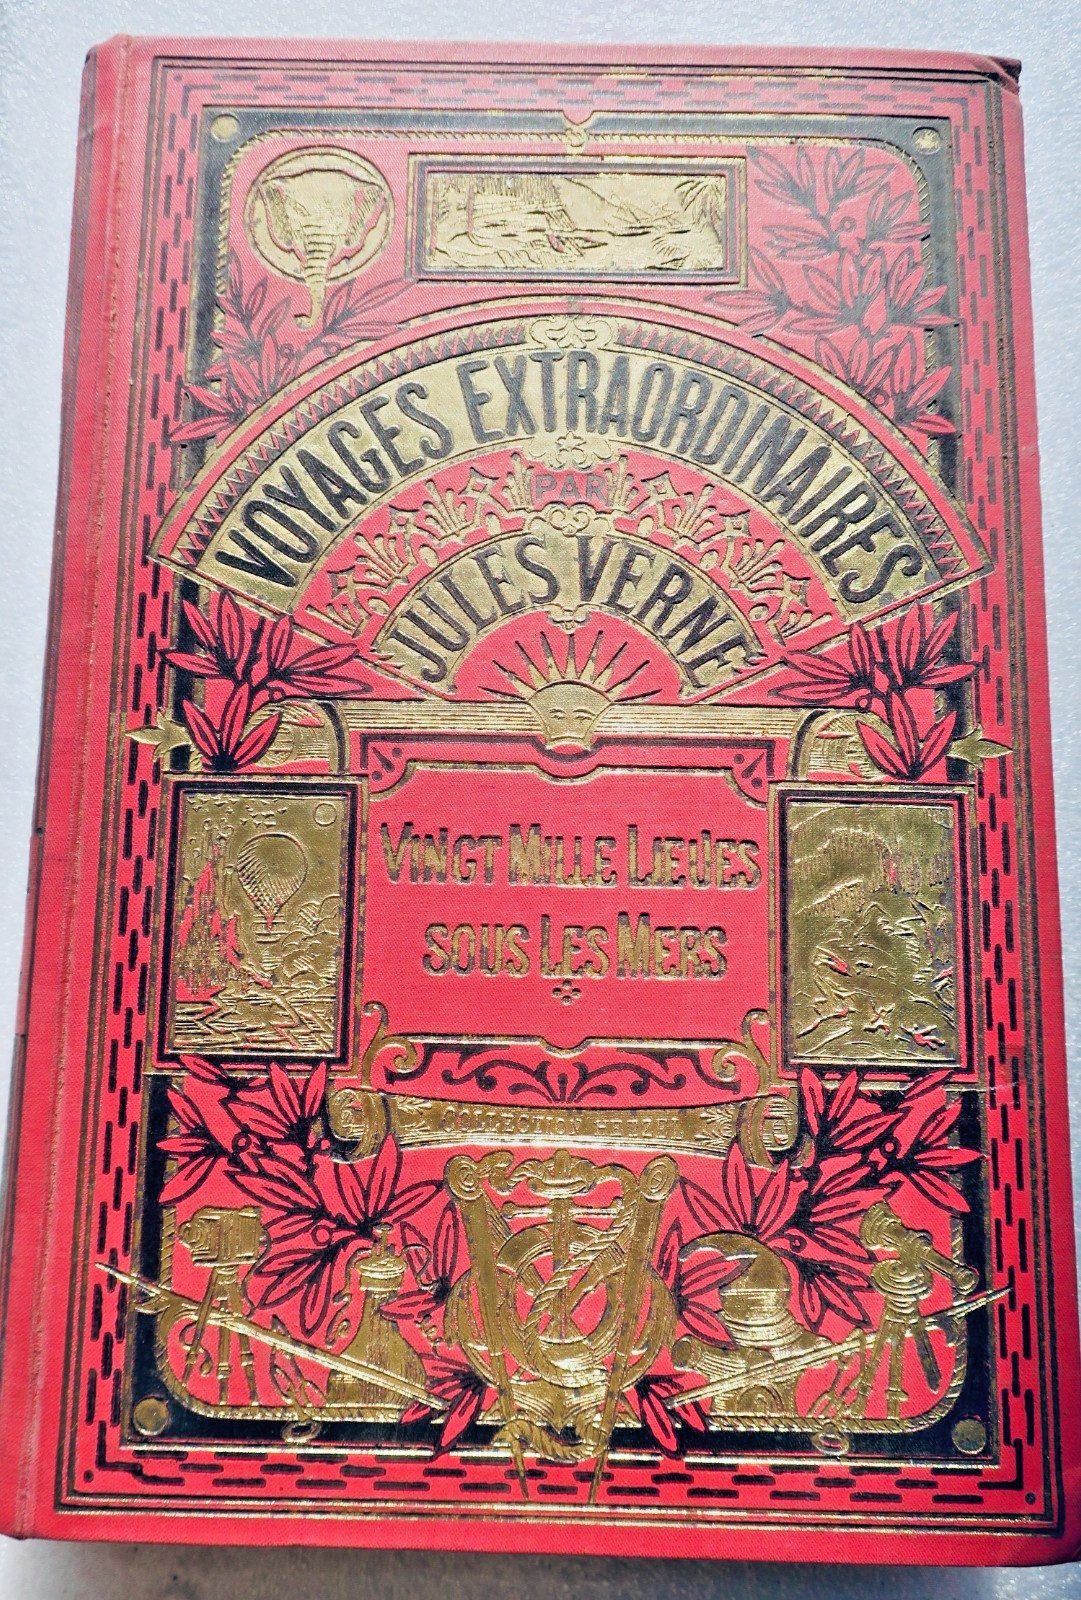 VOYAGES EXTRAORDINAIRES
PAR
JULES VERNE
VINGT MILLE LIEUES
SOUS LES MERS
COLLECTION HETZEL